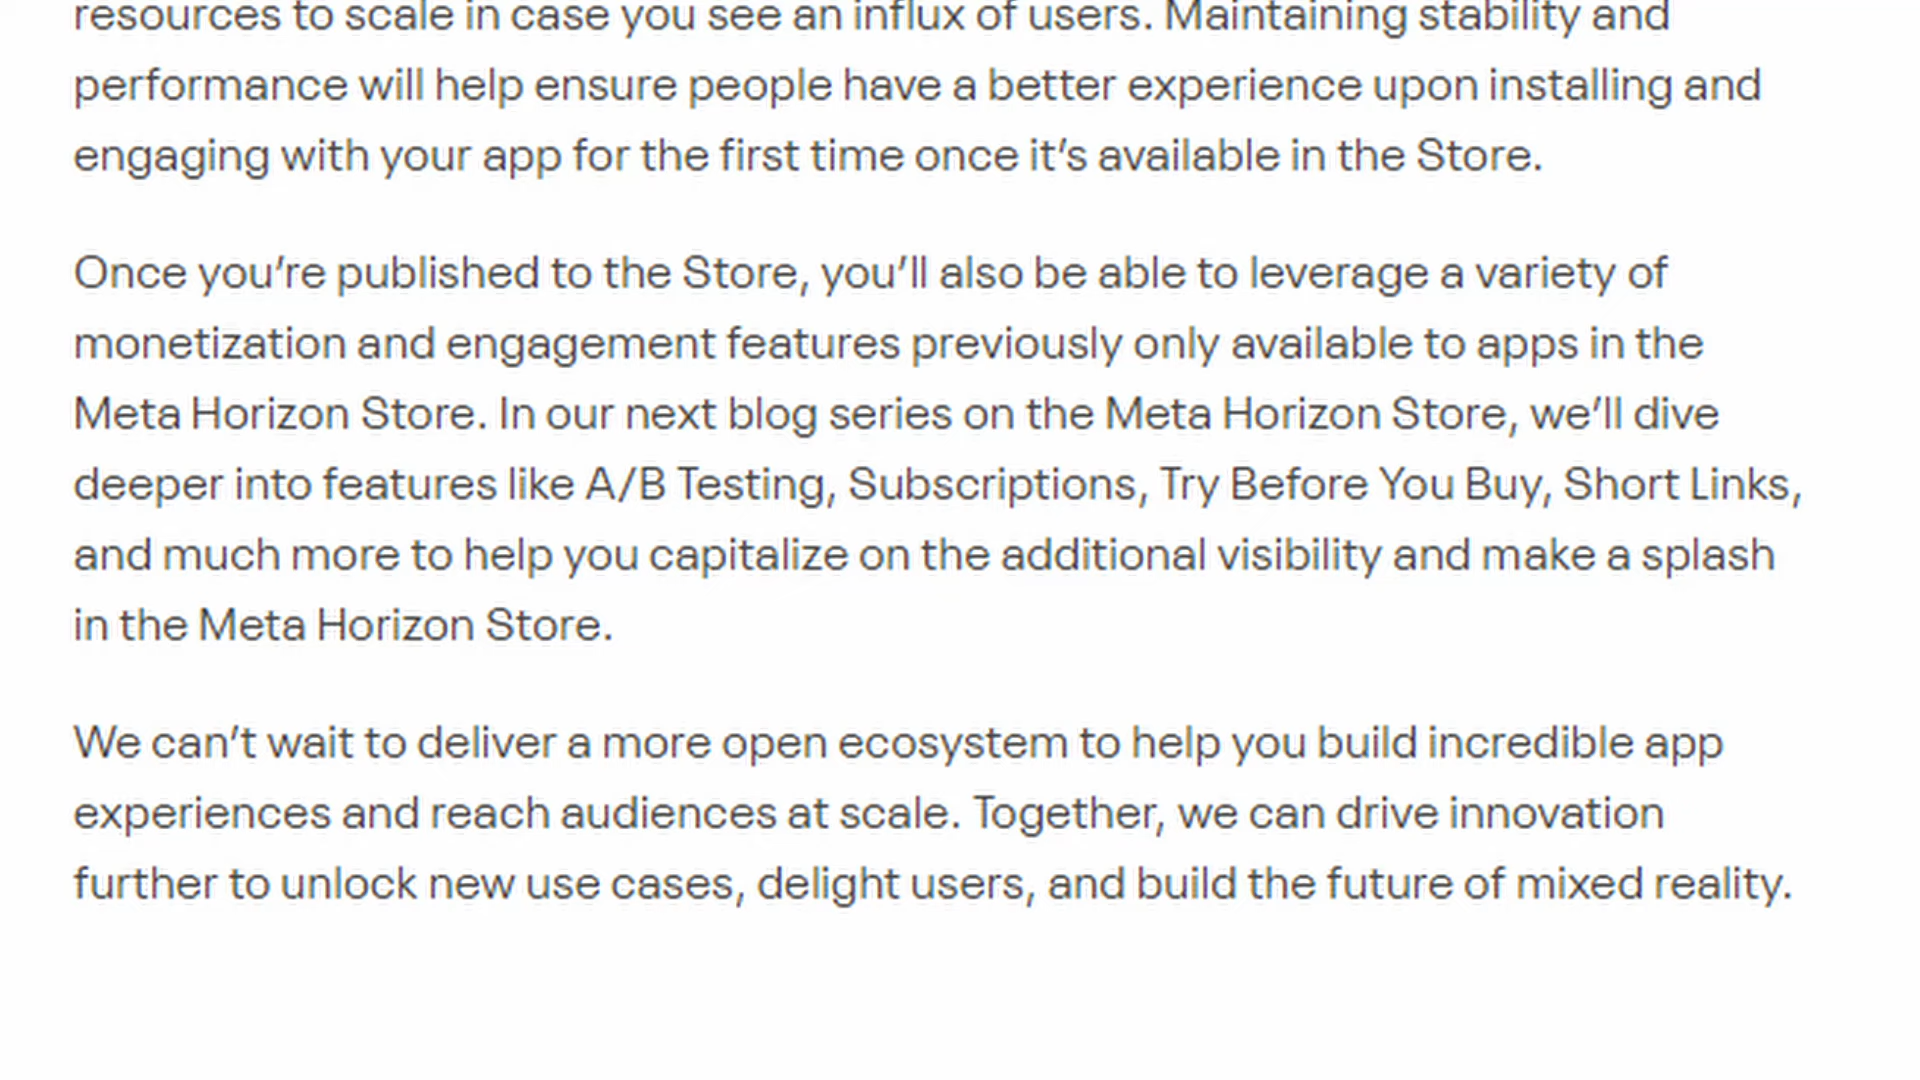 resources to scale in case you see an influx of users. Maintaining stability and
performance will help ensure people have a better experience upon installing and
engaging with your app for the first time once it’s available in the Store.
Once you’re published to the Store, you’ll also be able to leverage a variety of
monetization and engagement features previously only available to apps in the
Meta Horizon Store. In our next blog series on the Meta Horizon Store, we’ll dive
deeper into features like A/B Testing, Subscriptions, Try Before You Buy, Short Links,
and much more to help you capitalize on the additional visibility and make a splash
in the Meta Horizon Store.
We can’t wait to deliver a more open ecosystem to help you build incredible app
experiences and reach audiences at scale. Together, we can drive innovation
further to unlock new use cases, delight users, and build the future of mixed reality.